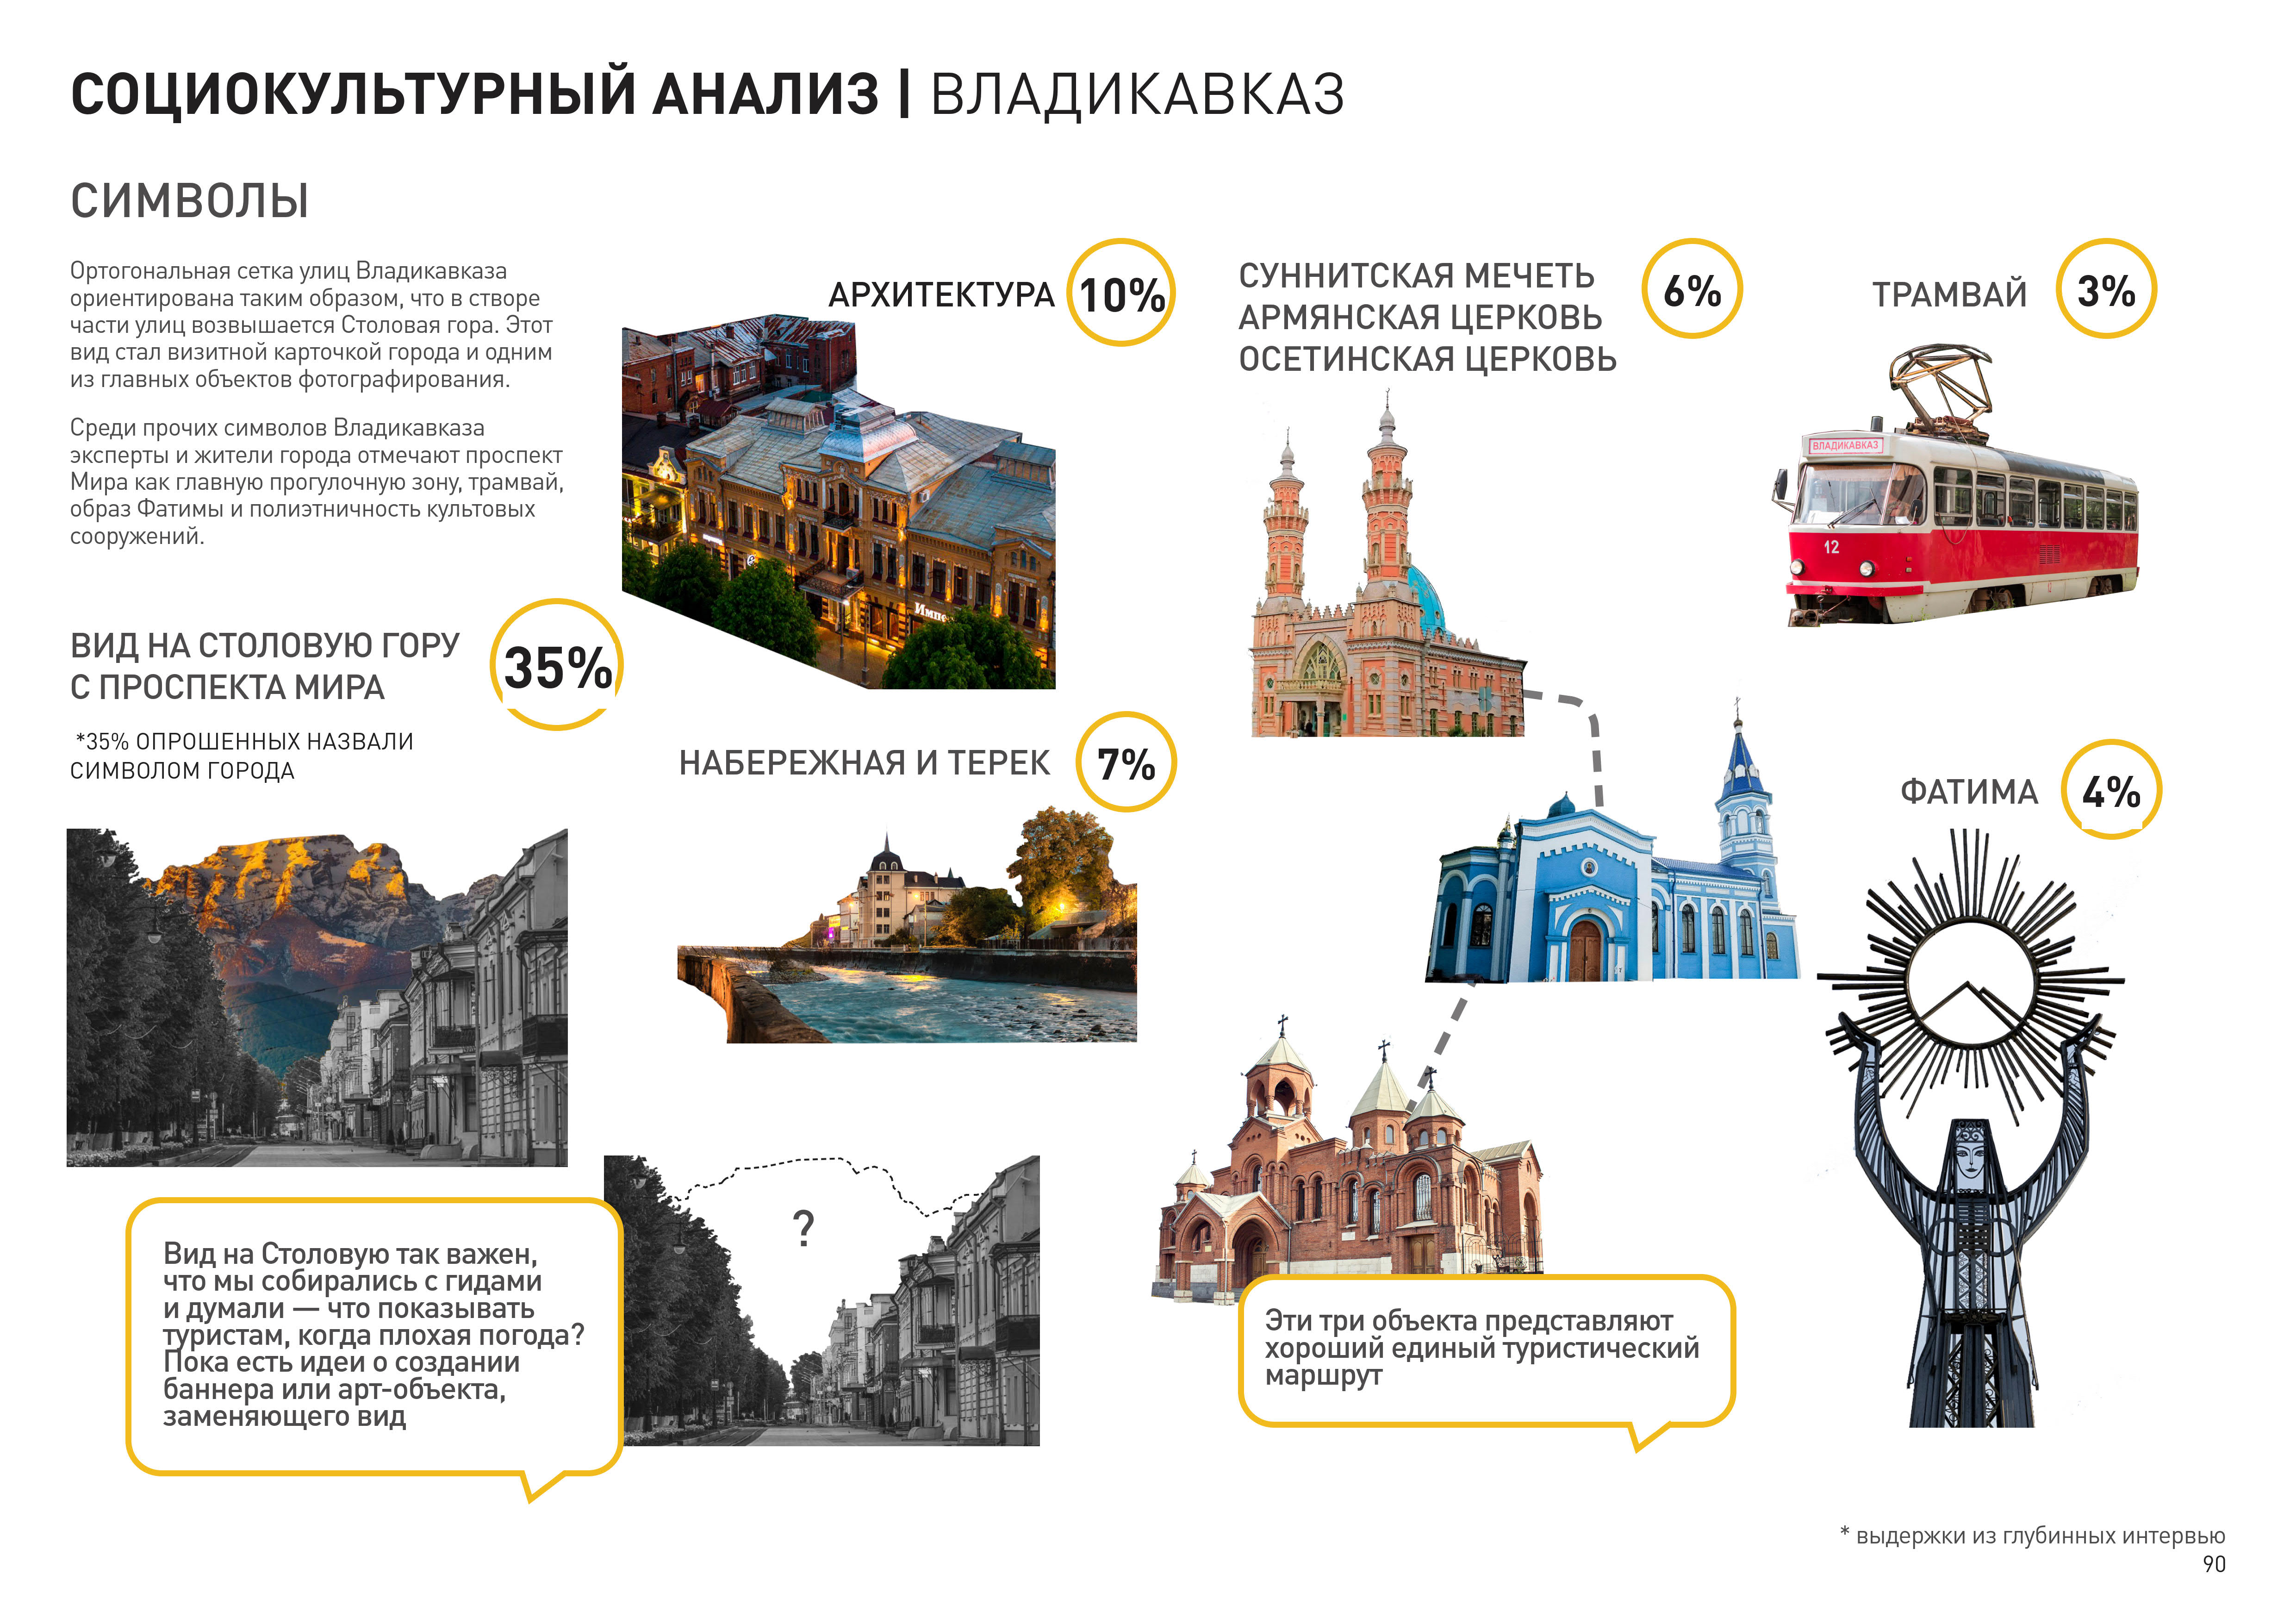 СОЦИОКУЛЬТУРНЫЙ АНАЛИЗ | ВЛАДИКАВКАЗ
СИМВОЛЫ
Ортогональная сетка улиц Владикавказа
ориентирована таким образом, что в створе
части улиц возвышается Столовая гора. Этот
вид стал визитной карточкой города и одним
из главных объектов фотографирования.
Среди прочих символов Владикавказа
эксперты и жители города отмечают проспект
Мира как главную прогулочную зону, трамвай,
образ Фатимы и полиэтничность культовых
сооружений.
ВИД НА СТОЛОВУЮ ГОРУ
С ПРОСПЕКТА МИРА
35%
*35% ОПРОШЕННЫХ НАЗВАЛИ
СИМВОЛОМ ГОРОДА
Вид на Столовую так важен,
что мы собирались с гидами
и думали — что показывать
туристам, когда плохая погода?
Пока есть идеи о создании
баннера или арт-объекта,
заменяющего вид
?
АРХИТЕКТУРА
10%
Импе
НАБЕРЕЖНАЯ И ТЕРЕК
7%
СУННИТСКАЯ МЕЧЕТЬ
АРМЯНСКАЯ ЦЕРКОВЬ
ОСЕТИНСКАЯ ЦЕРКОВЬ
6%
Эти три объекта представляют
хороший единый туристический
маршрут
ТРАМВАЙ
3%
ВЛАДИКАВКАЗ
12
ФАТИМА
4%
* выдержки из глубинных интервью
90